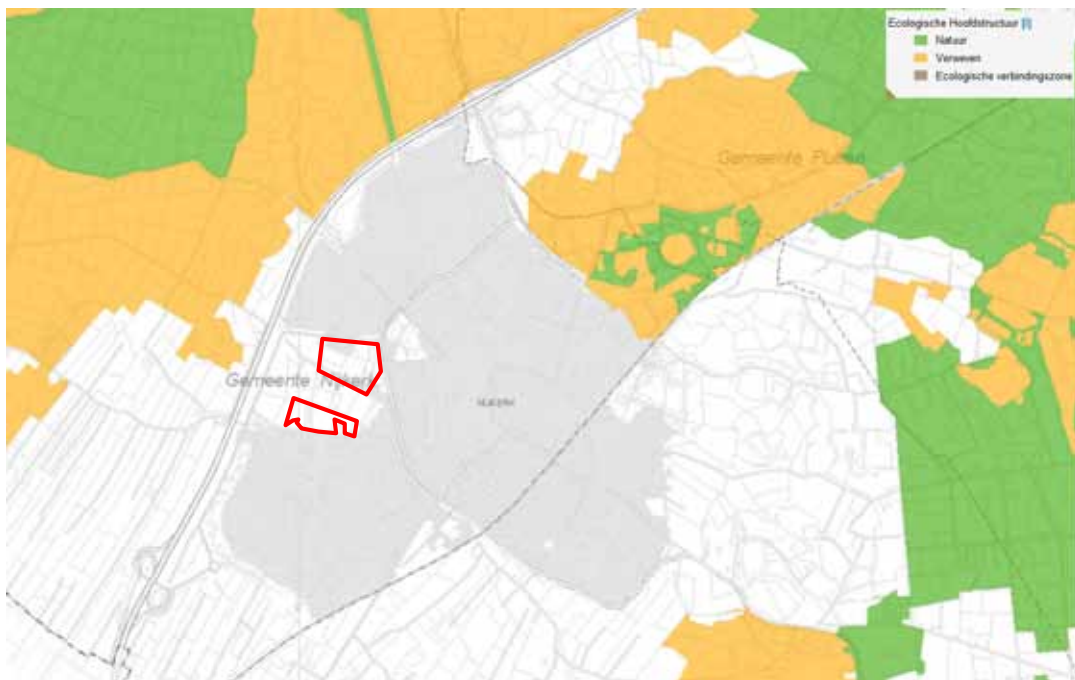 Ecologische Hoofdstructuur [i]
Natuur
Verweven
Ecologische verbindingszone
Gemeente Putten
Gemeente Nijkerk
NIJKERK